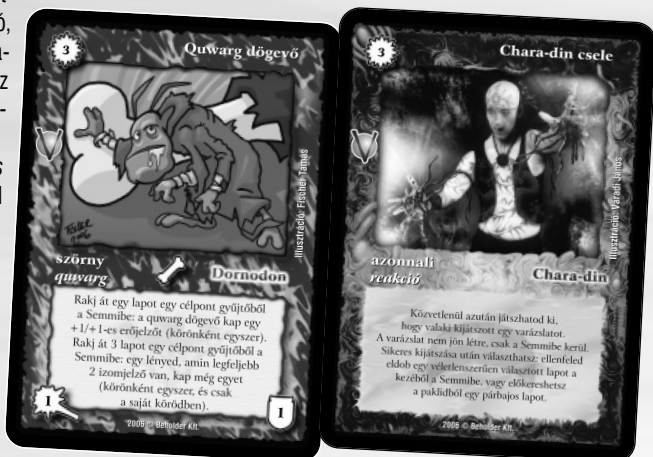 3
Quwarg dögevő
Illusztráció: Fischer Tamás
szörny
quwarg
Dornodon
Rakj át egy lapot egy célpont gyűjtőből
a Semmibe: a quwarg dögevő kap egy
+1/+1-es erőjelzőt (körönként egyszer).
Rakj át 3 lapot egy célpont gyűjtőből a
Semmibe: egy lényed, amin legfeljebb
2 izomjelző van, kap még egyet
(körönként egyszer, és csak
a saját körödben).
1
1
2006 © Beholder Kft.
3
Chara-din csele
Illusztráció: Váradi János
azonnali
reakció
Chara-din
Közvetlenül azután játszhatod ki,
hogy valaki kijátszott egy varázslatot.
A varázslat nem jön létre, csak a Semmibe kerül.
Sikeres kijátszása után választhatsz: ellenfeled
eldob egy véletlenszerűen választott lapot a
kezéből a Semmibe, vagy előkereshetsz
a paklidból egy párbajos lapot.
2006 © Beholder Kft.